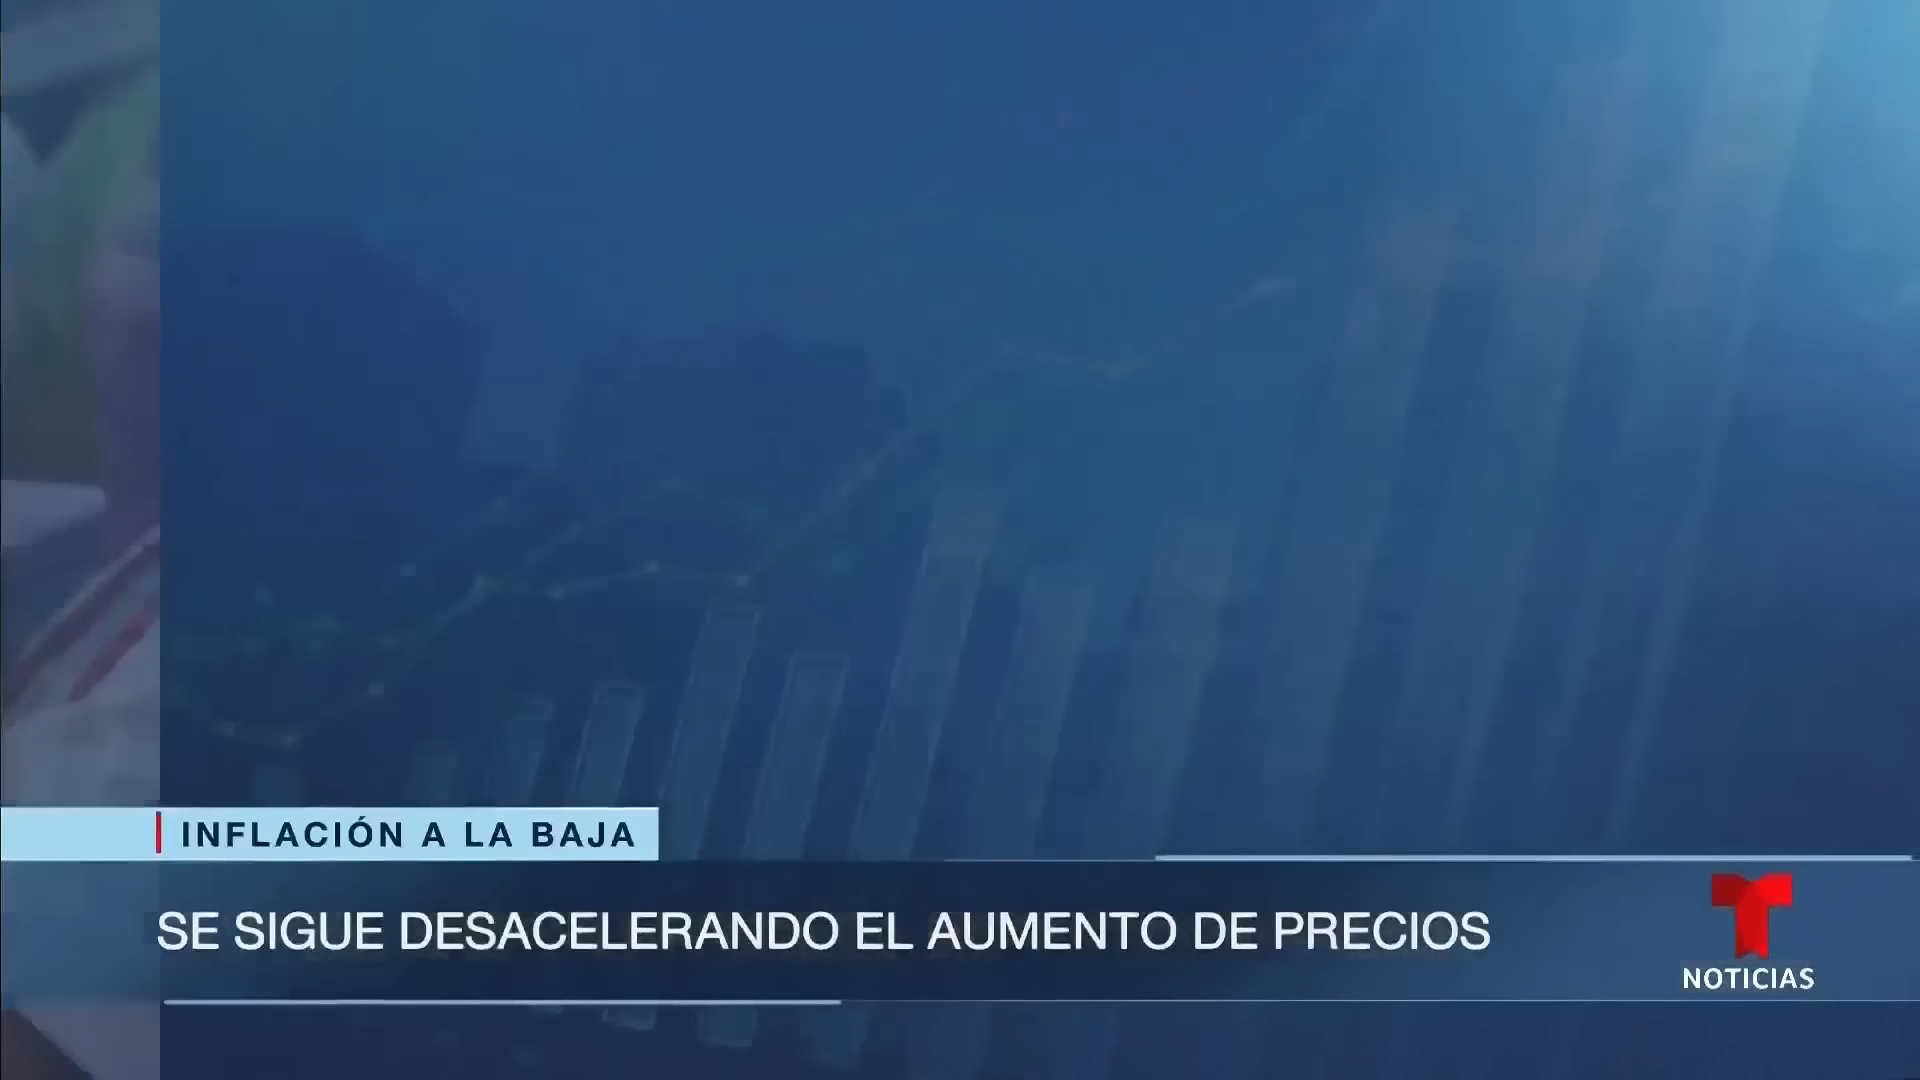 INFLACIÓN A LA BAJA
SE SIGUE DESACELERANDO EL AUMENTO DE PRECIOS
NOTICIAS